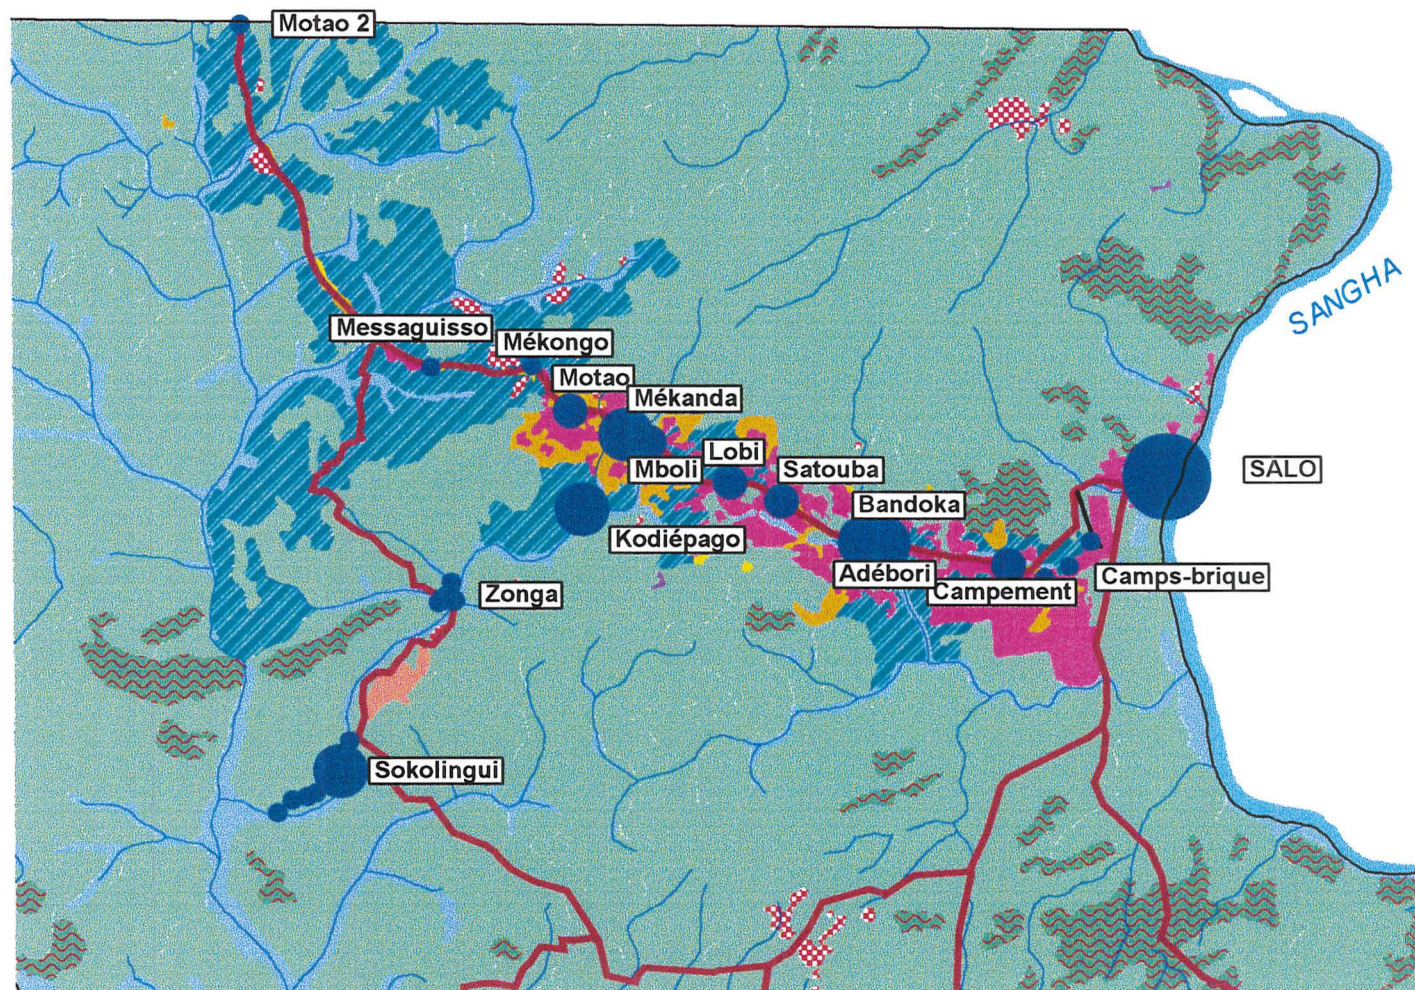 Motao 2
SANGHA
Messaguisso
Mékongo
Motao
Mékanda
Mboli
Lobi
Satouba
SALO
Bandoka
Kodiépago
Adébori
Campement
Camps-brique
Zonga
Sokolingui